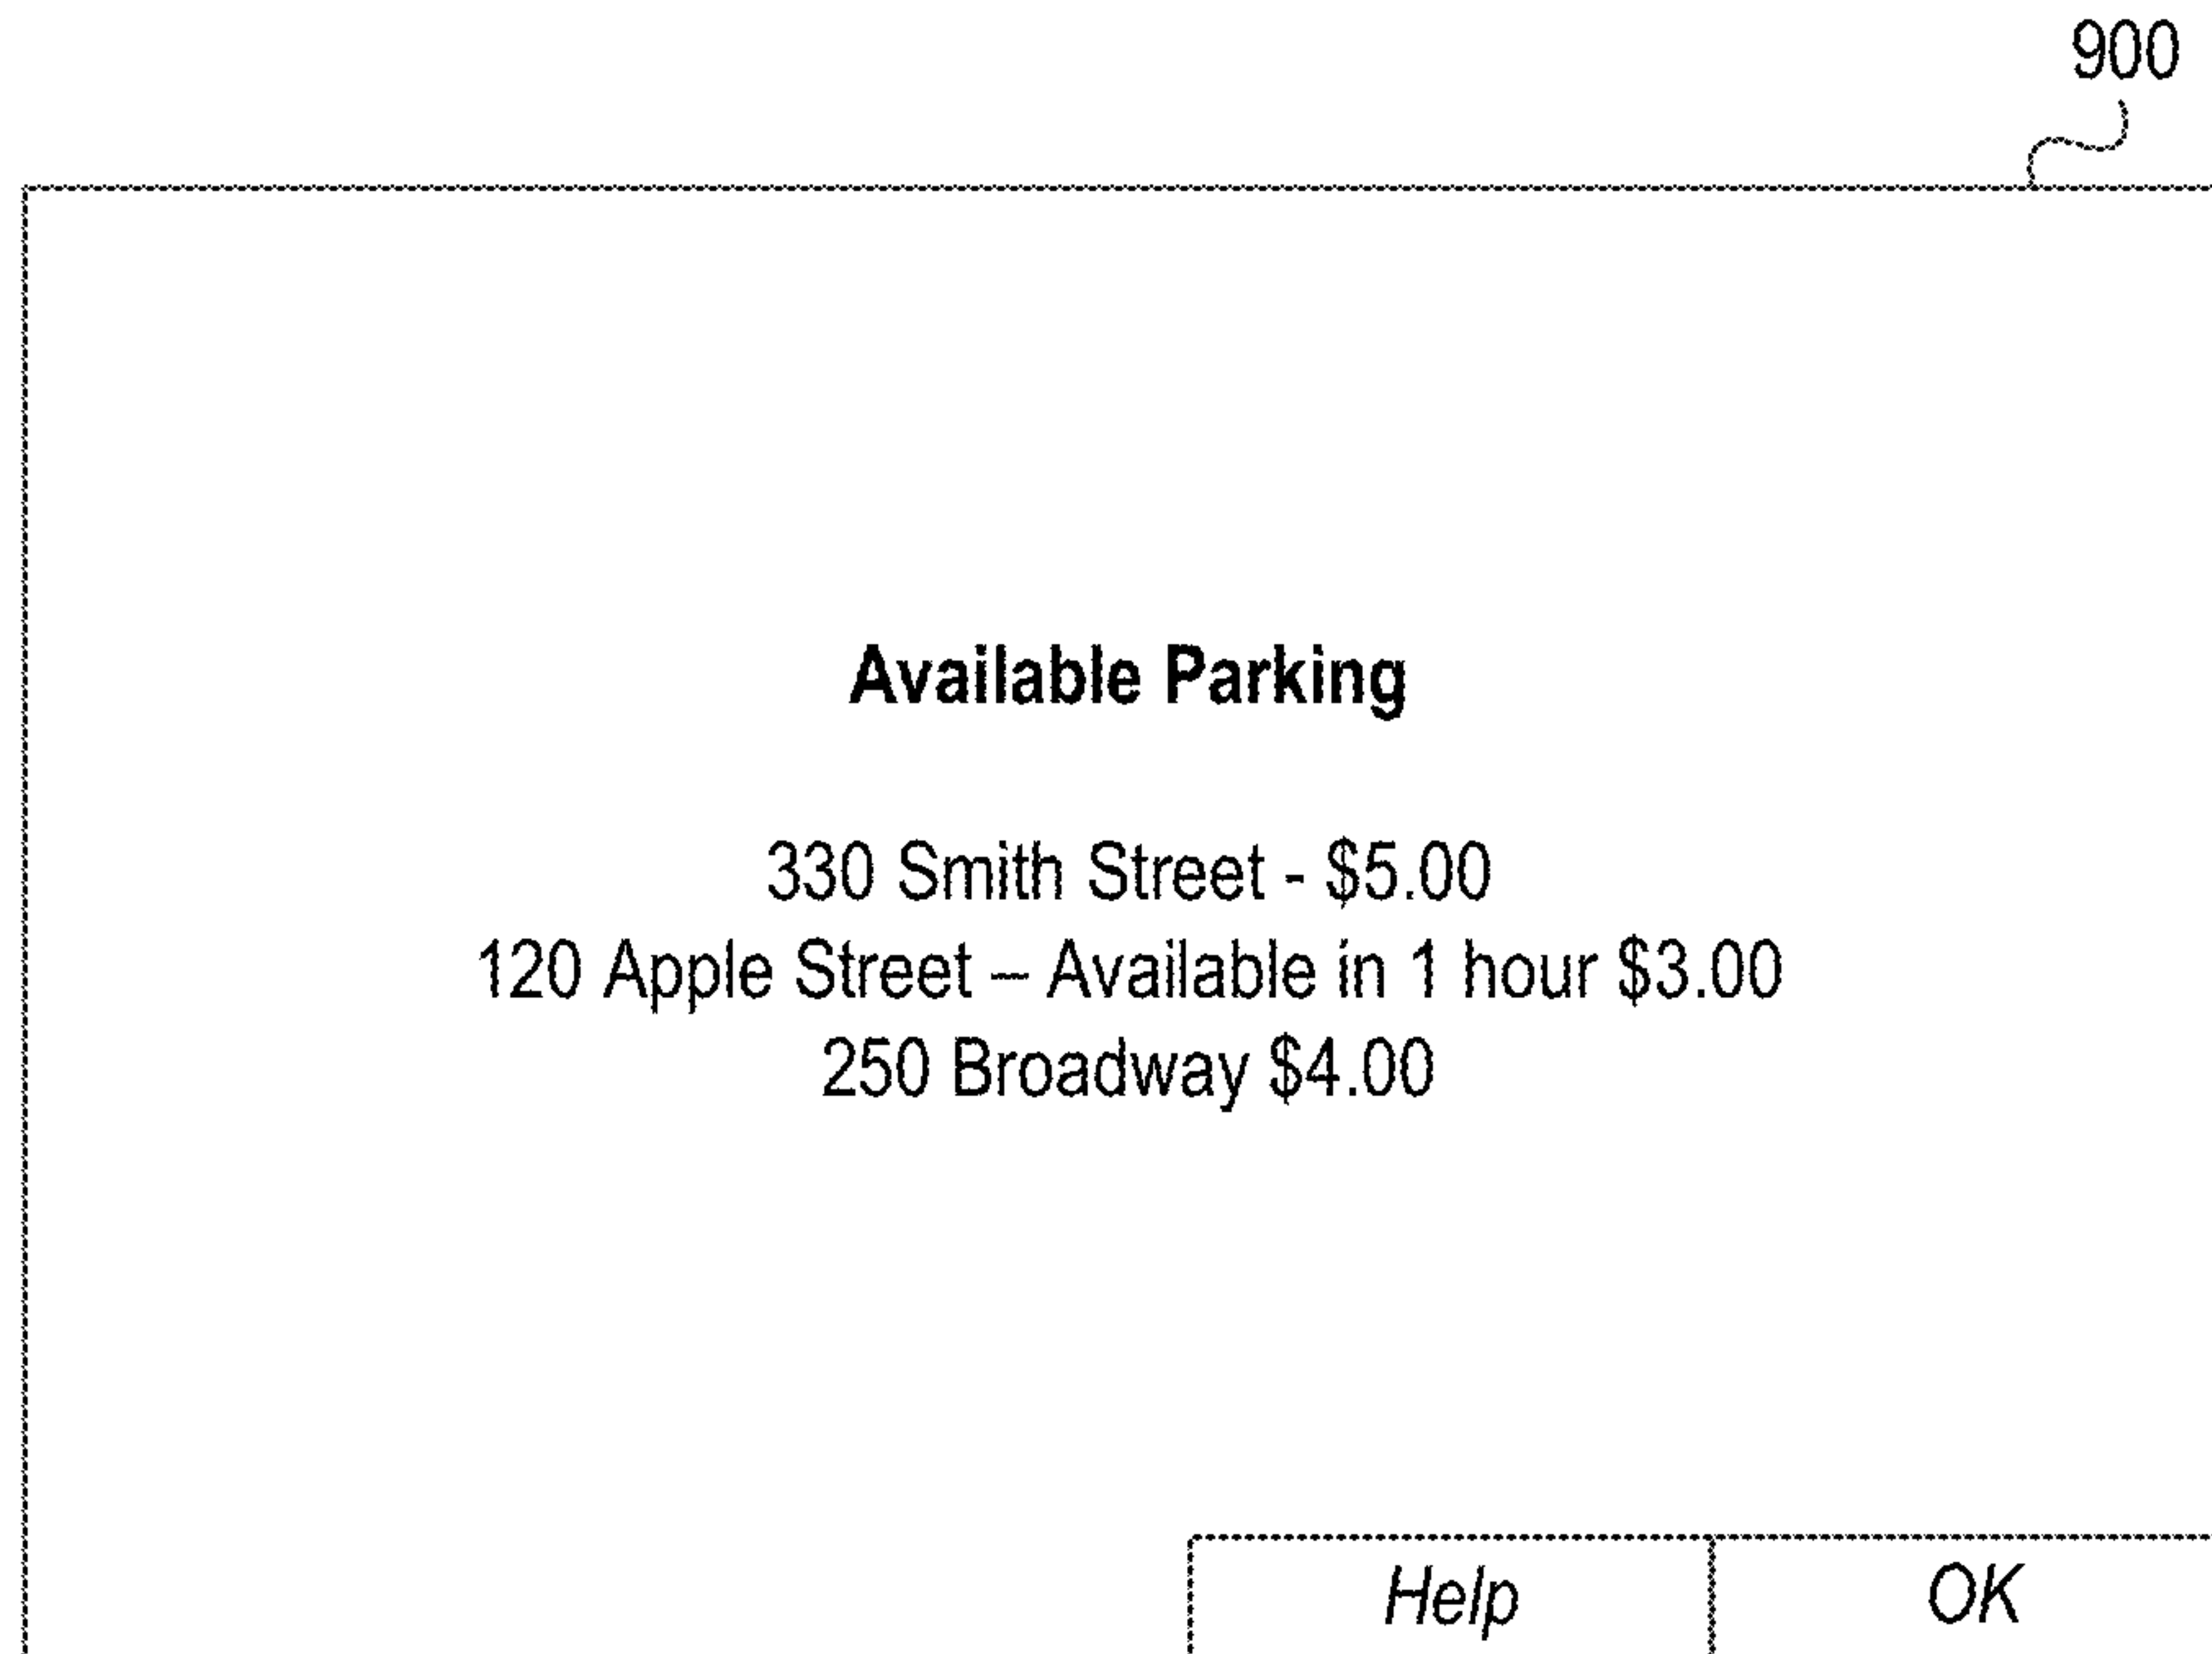 900
Available Parking
330 Smith Street - $5.00
120 Apple Street – Available in 1 hour $3.00
250 Broadway $4.00
Help OK